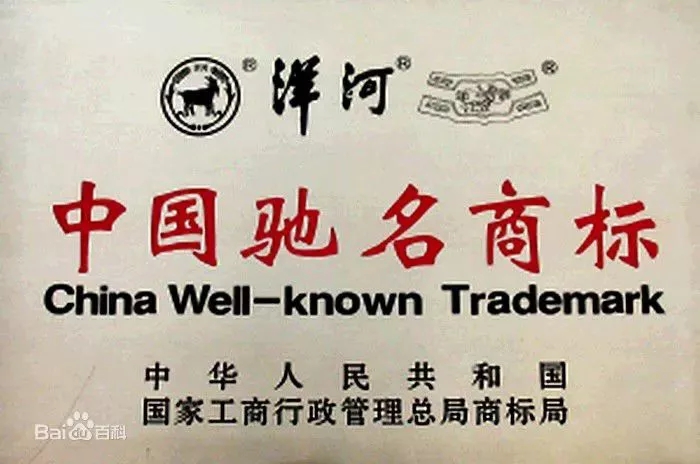 ® 洋河® ®
中国驰名商标
China Well-known Trademark
中华人民共和国
国家工商行政管理总局商标局
Bai百科